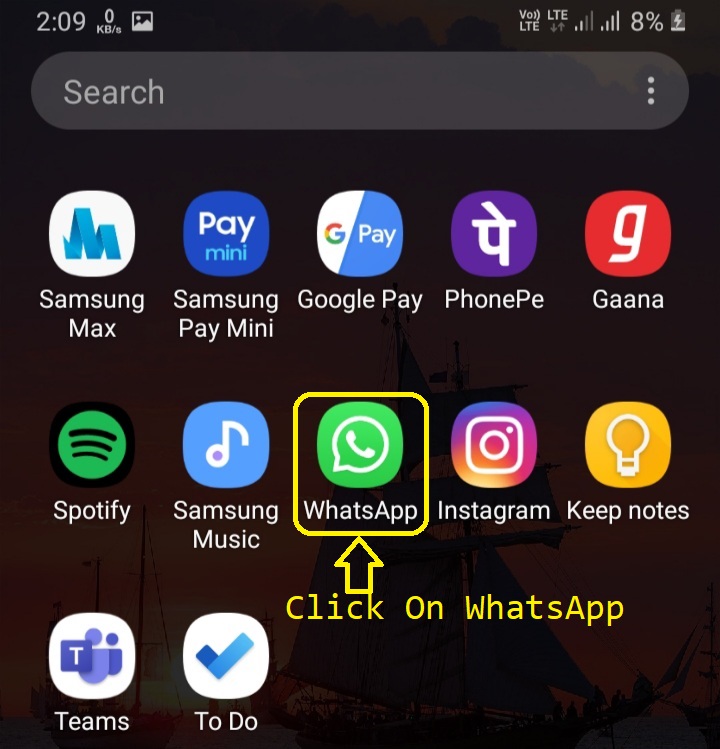 2:09 0 KB/s Vo) LTE LTE 8%
Search
Pay mini
G Pay
पे
g
Samsung Max
Samsung Pay Mini
Google Pay
PhonePe
Gaana
Spotify
Samsung Music
WhatsApp
Instagram
Keep notes
Click On WhatsApp
T
Teams
To Do